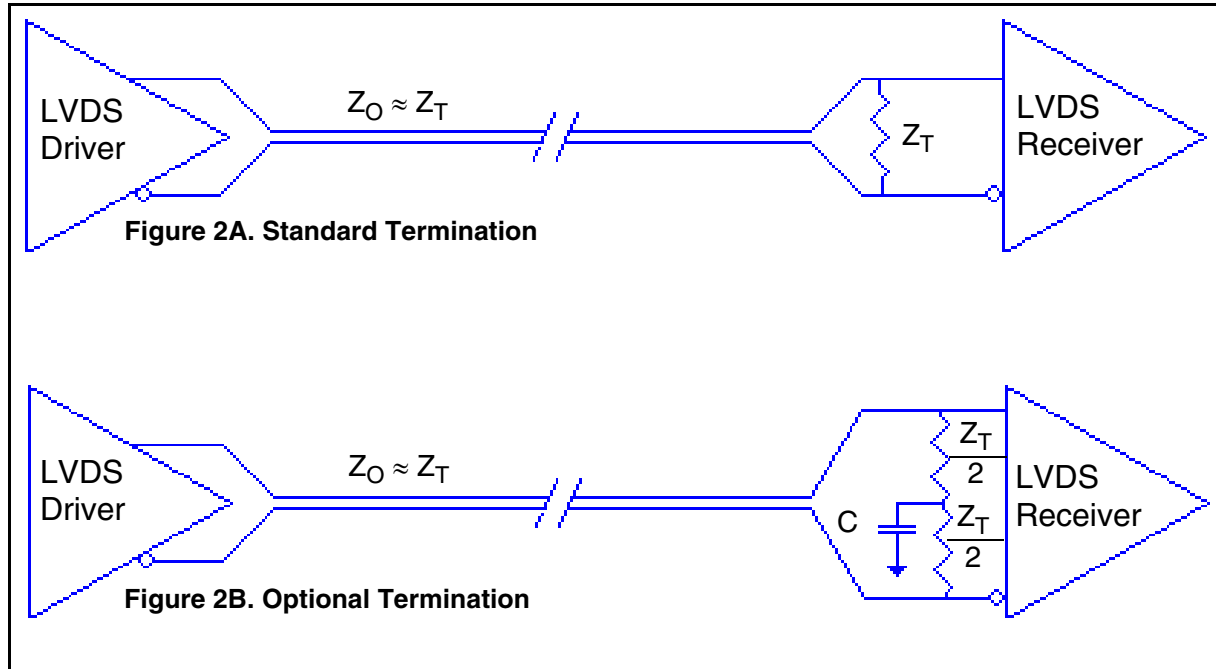 LVDS
Driver
Z_O ≈ Z_T
Z_T
LVDS
Receiver
Figure 2A. Standard Termination
LVDS
Driver
Z_O ≈ Z_T
C
Z_T
2
Z_T
2
LVDS
Receiver
Figure 2B. Optional Termination